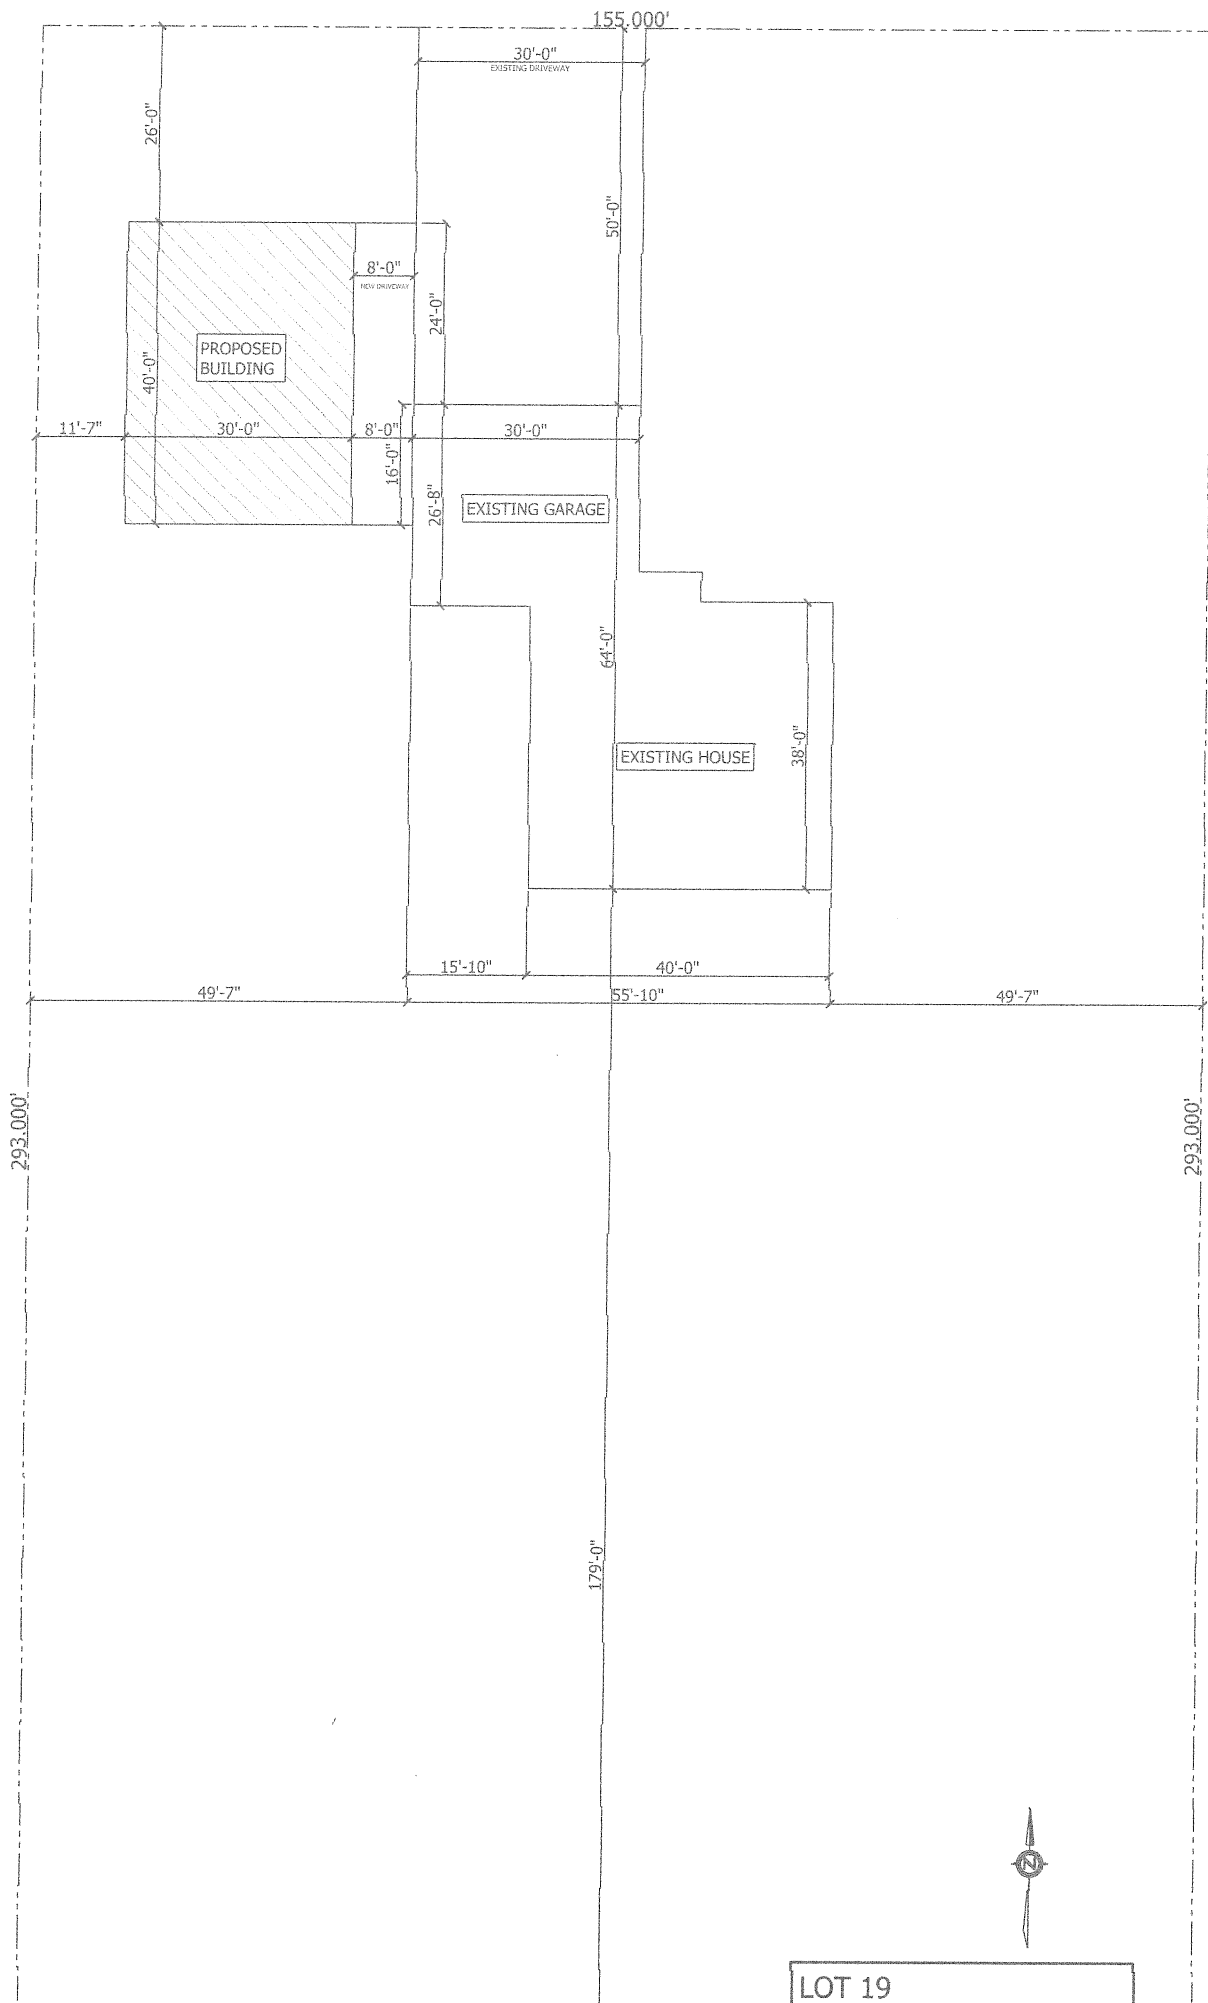 155.000'
30'-0"
EXISTING DRIVEWAY
26'-0"
50'-0"
8'-0"
NEW DRIVEWAY
24'-0"
PROPOSED
BUILDING
40'-0"
11'-7"
30'-0"
8'-0"
30'-0"
16'-0"
26'-8"
EXISTING GARAGE
64'-0"
38'-0"
EXISTING HOUSE
15'-10"
40'-0"
49'-7"
55'-10"
49'-7"
293.000'
293.000'
179'-0"
N
LOT 19